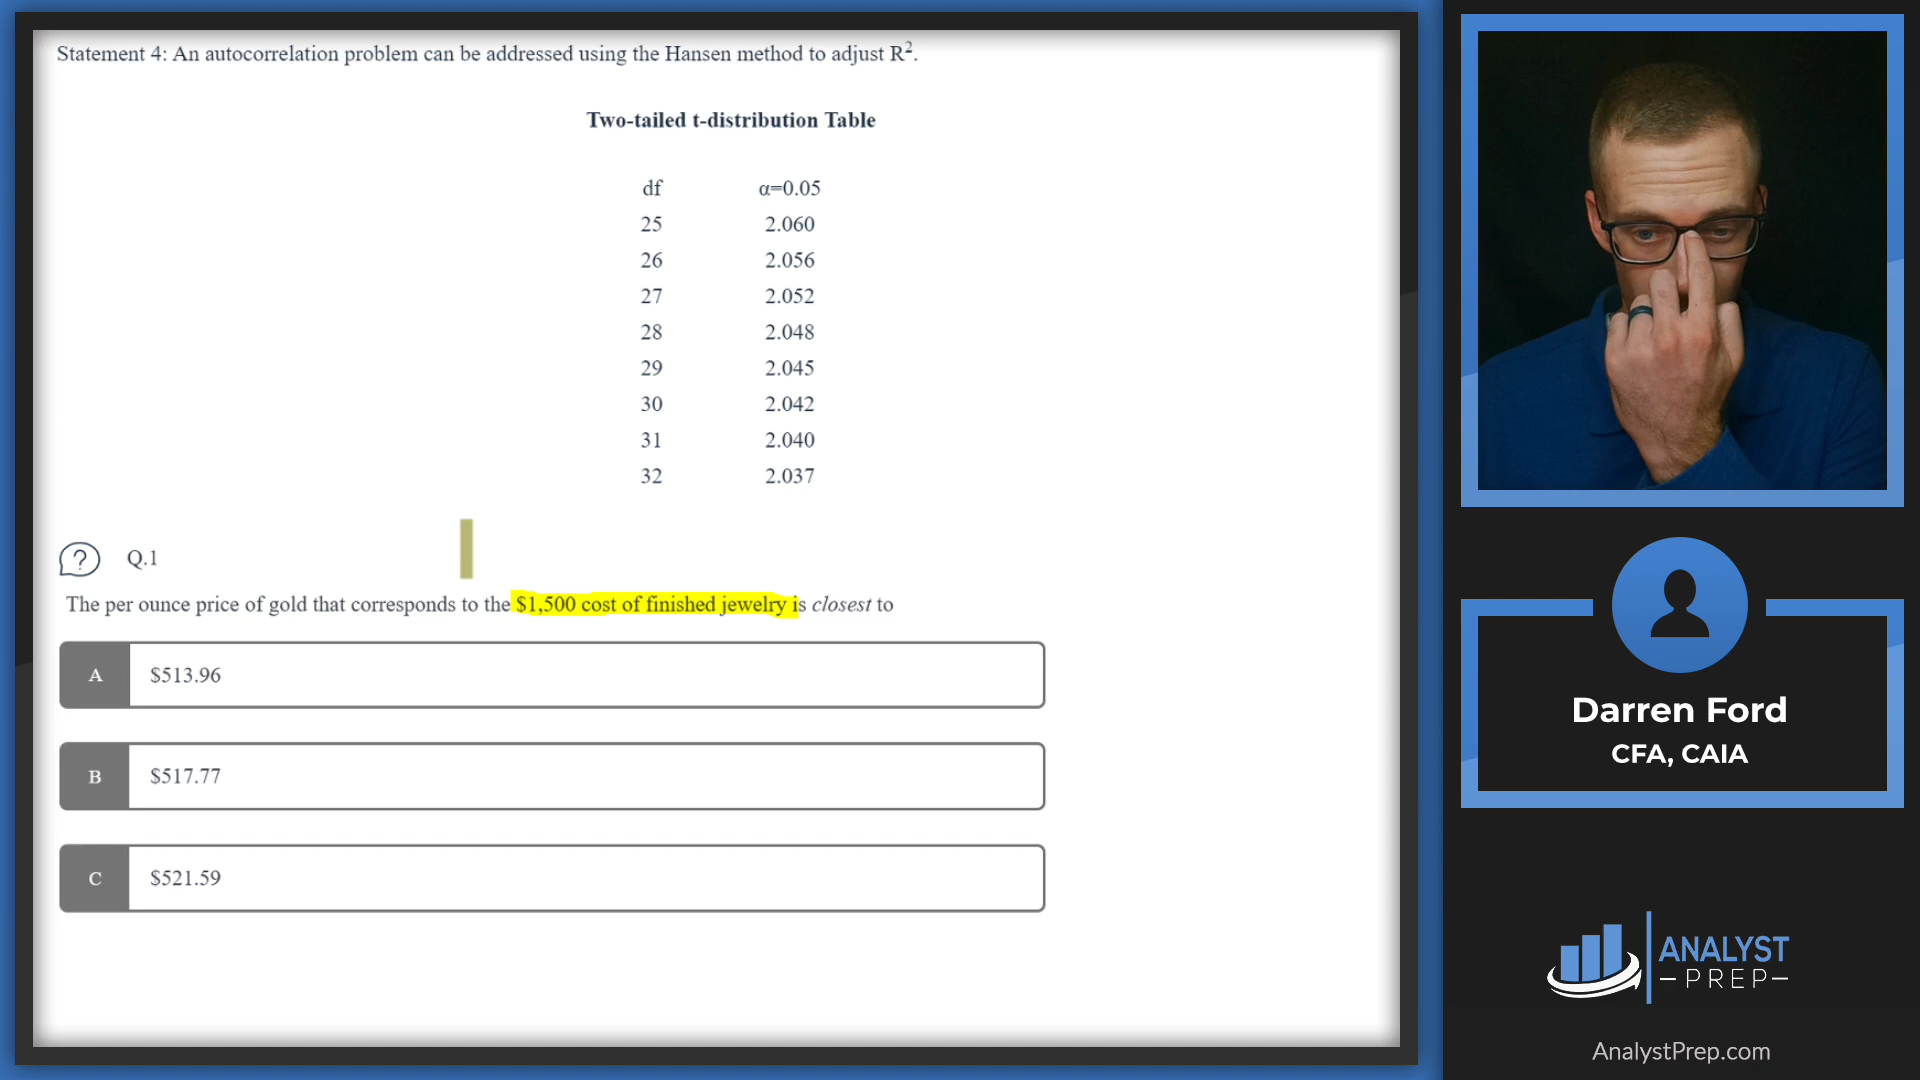 Statement 4: An autocorrelation problem can be addressed using the Hansen method to adjust R².
Two-tailed t-distribution Table
df α=0.05
25 2.060
26 2.056
27 2.052
28 2.048
29 2.045
30 2.042
31 2.040
32 2.037
? Q.1
The per ounce price of gold that corresponds to the $1,500 cost of finished jewelry is closest to
A $513.96
B $517.77
C $521.59
Darren Ford
CFA, CAIA
ANALYST
PREP
AnalystPrep.com